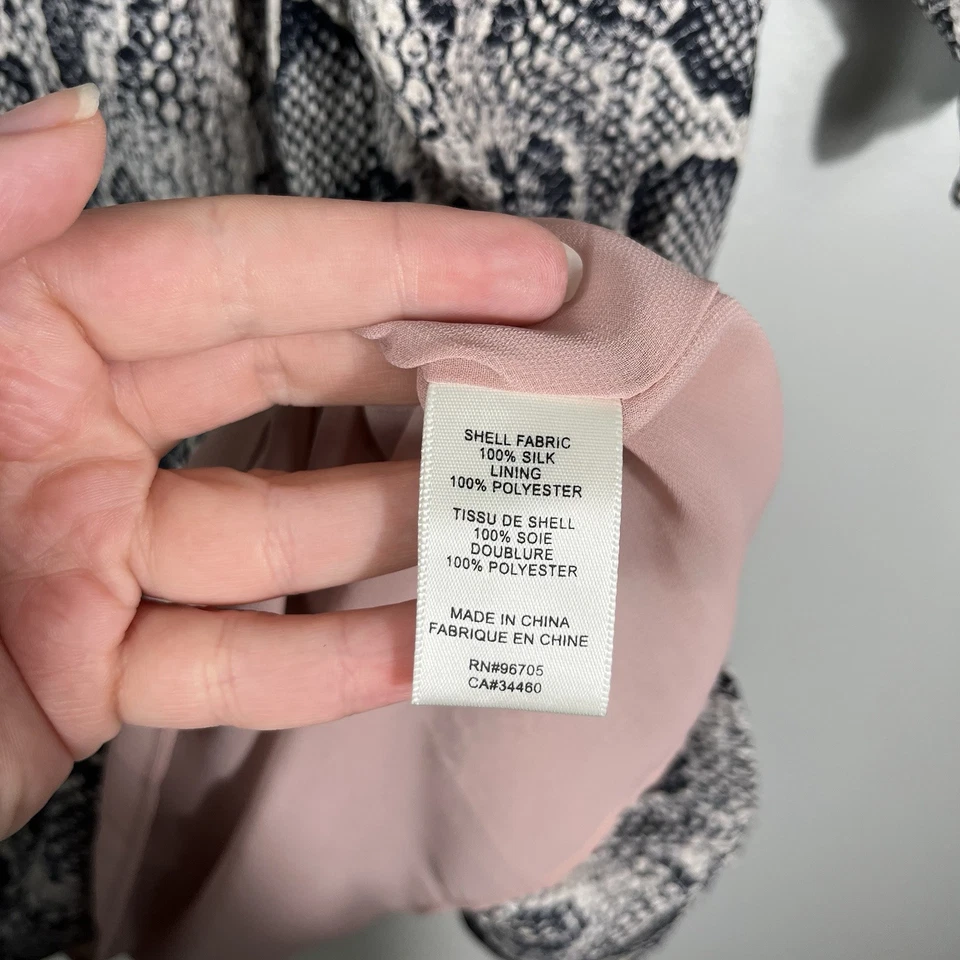 SHELL FABRIC
100% SILK
LINING
100% POLYESTER
TISSU DE SHELL
100% SOIE
DOUBLURE
100% POLYESTER
MADE IN CHINA
FABRIQUE EN CHINE
RN#96705
CA#34460